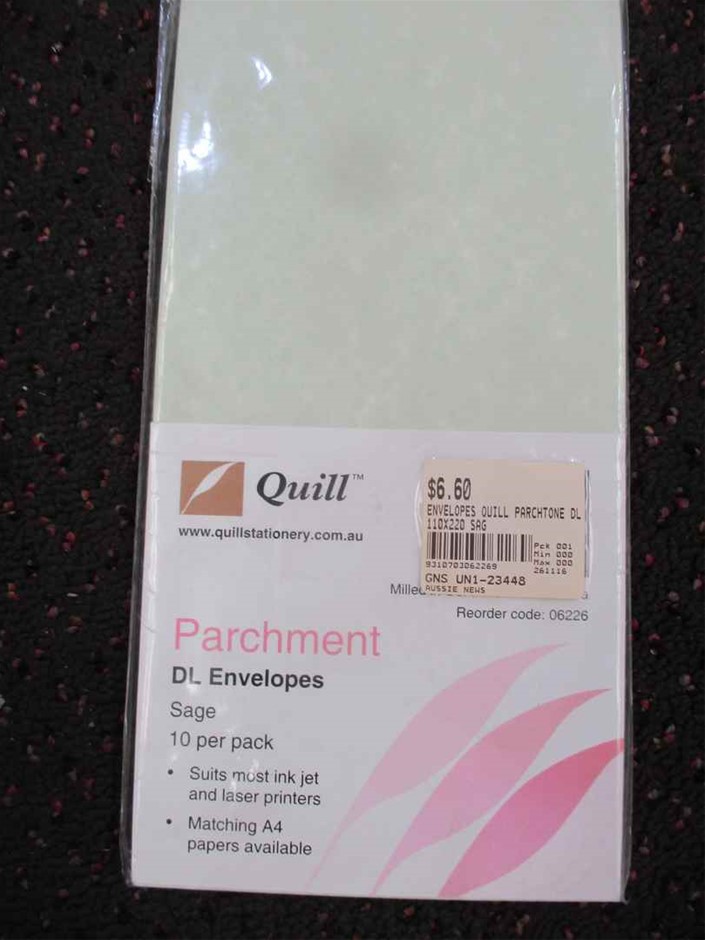 Quill™
www.quillstationery.com.au
$6.60
ENVELOPES QUILL PARCHTONE DL
110X220 SAG
Pck 001
Min 000
Max 000
261116
9310703062269
GNS UN1-23448
AUSSIE NEWS
Milled
Reorder code: 06226
Parchment
DL Envelopes
Sage
10 per pack
• Suits most ink jet
and laser printers
• Matching A4
papers available